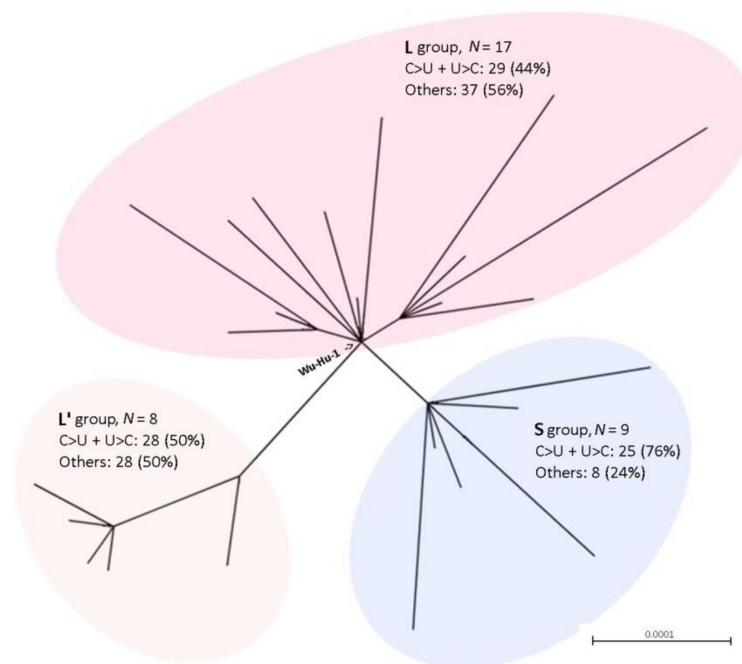 L group, N = 17
C>U + U>C: 29 (44%)
Others: 37 (56%)
Wu-Hu-1 ->
L' group, N = 8
C>U + U>C: 28 (50%)
Others: 28 (50%)
S group, N = 9
C>U + U>C: 25 (76%)
Others: 8 (24%)
0.0001